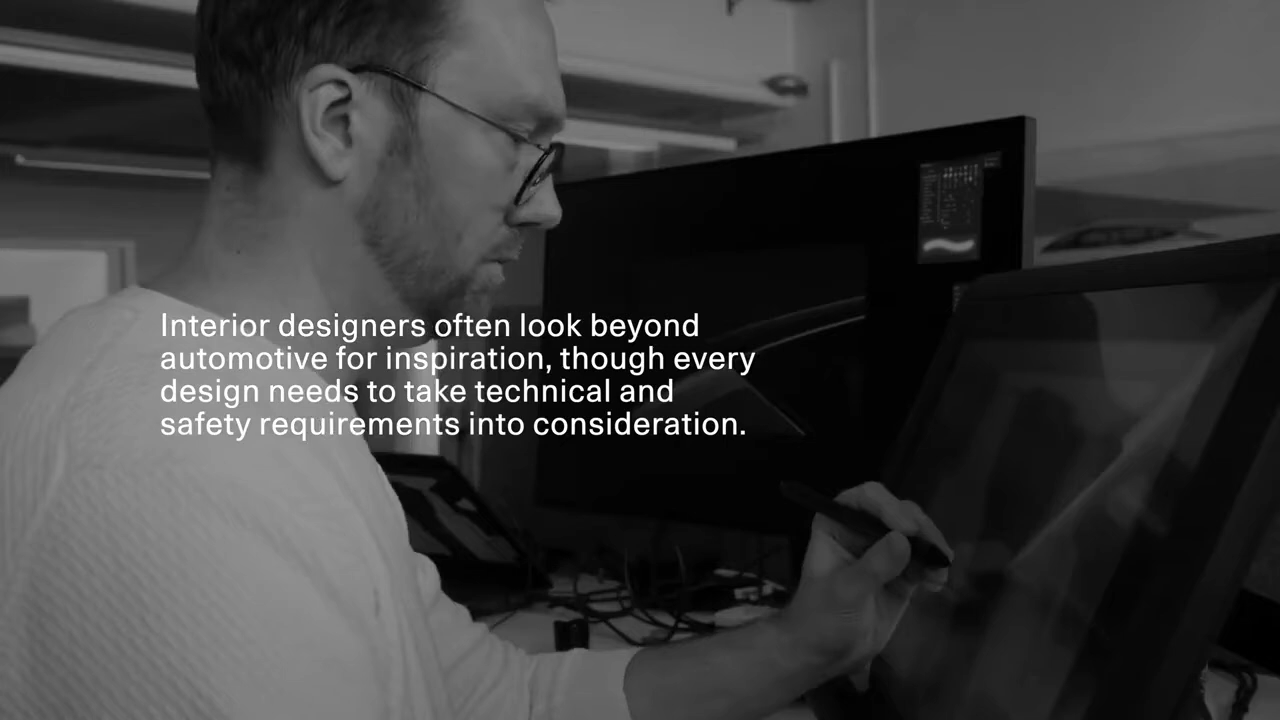 Interior designers often look beyond
automotive for inspiration, though every
design needs to take technical and
safety requirements into consideration.